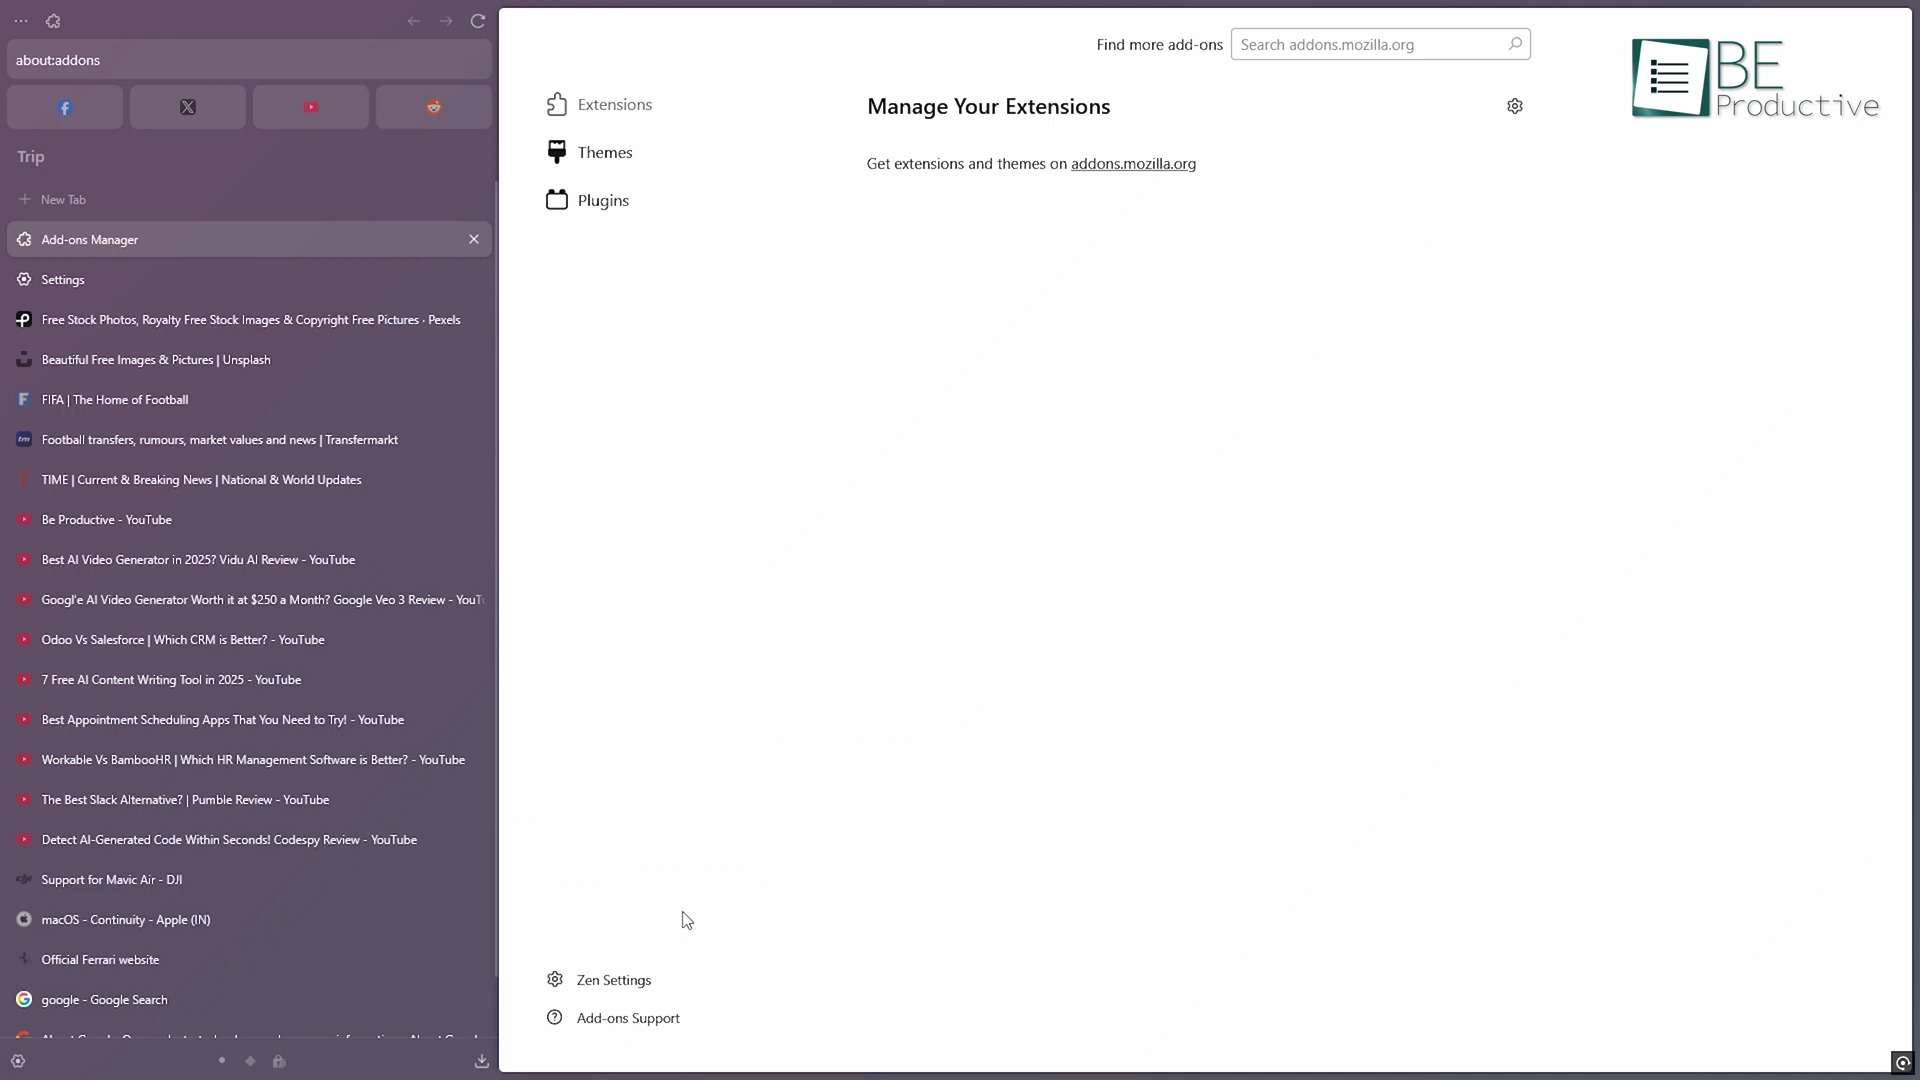 about:addons
Trip
New Tab
Add-ons Manager
Settings
Free Stock Photos, Royalty Free Stock Images & Copyright Free Pictures · Pexels
Beautiful Free Images & Pictures | Unsplash
FIFA | The Home of Football
Football transfers, rumours, market values and news | Transfermarkt
TIME | Current & Breaking News | National & World Updates
Be Productive - YouTube
Best AI Video Generator in 2025? Vidu AI Review - YouTube
Googl'e AI Video Generator Worth it at $250 a Month? Google Veo 3 Review - YouT
Odoo Vs Salesforce | Which CRM is Better? - YouTube
7 Free AI Content Writing Tool in 2025 - YouTube
Best Appointment Scheduling Apps That You Need to Try! - YouTube
Workable Vs BambooHR | Which HR Management Software is Better? - YouTube
The Best Slack Alternative? | Pumble Review - YouTube
Detect AI-Generated Code Within Seconds! Codespy Review - YouTube
Support for Mavic Air - DJI
macOS - Continuity - Apple (IN)
Official Ferrari website
google - Google Search
Extensions
Themes
Plugins
Zen Settings
Add-ons Support
Find more add-ons
Search addons.mozilla.org
Manage Your Extensions
Get extensions and themes on addons.mozilla.org
BE
Productive